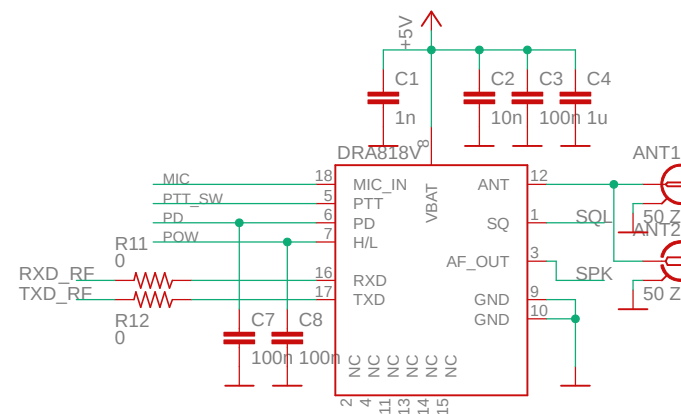 +5V
C1
C2
C3
C4
1n
10n
100n
1u
8
DRA818V
ANT1
MIC
18
MIC_IN
ANT
12
PTT_SW
5
PTT
VBAT
PD
6
PD
SQ
1
SQL
50 Z
ANT2
POW
7
H/L
R11
0
AF_OUT
3
RXD_RF
16
RXD
SPK
TXD_RF
17
TXD
GND
9
50 Z
R12
0
C7
C8
GND
10
100n
100n
NC
NC
NC
NC
NC
NC
2
4
11
13
14
15